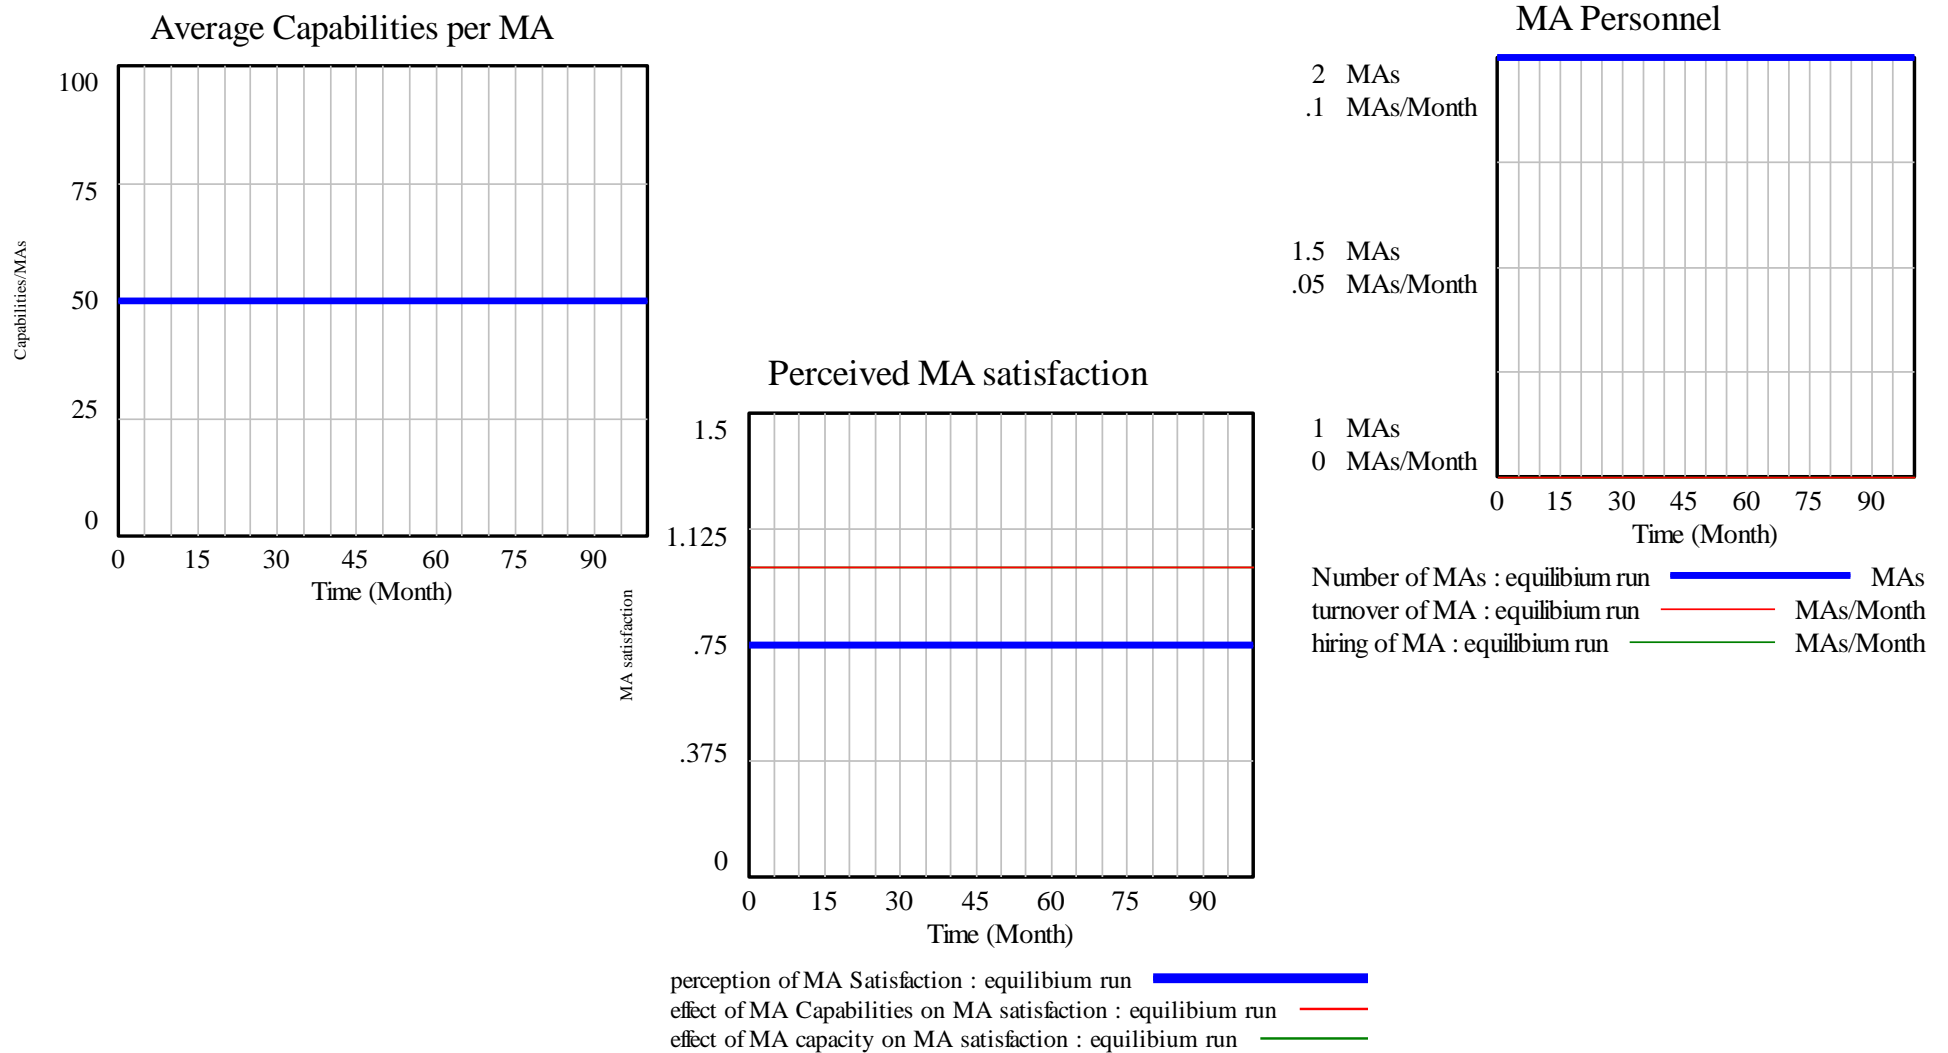 Average Capabilities per MA
100
75
50
25
0
Capabilities/MAs
0 15 30 45 60 75 90
Time (Month)
Perceived MA satisfaction
1.5
1.125
.75
.375
0
MA satisfaction
0 15 30 45 60 75 90
Time (Month)
perception of MA Satisfaction : equilibium run
effect of MA Capabilities on MA satisfaction : equilibium run
effect of MA capacity on MA satisfaction : equilibium run
MA Personnel
2 MAs
.1 MAs/Month
1.5 MAs
.05 MAs/Month
1 MAs
0 MAs/Month
0 15 30 45 60 75 90
Time (Month)
Number of MAs : equilibium run MAs
turnover of MA : equilibium run MAs/Month
hiring of MA : equilibium run MAs/Month